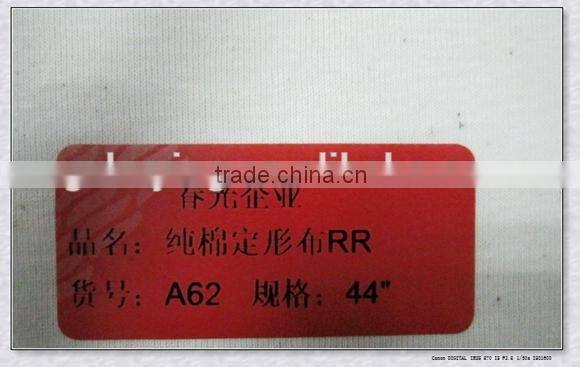 trade.china.cn
春光企业
品名：纯棉定形布RR
货号：A62 规格：44"